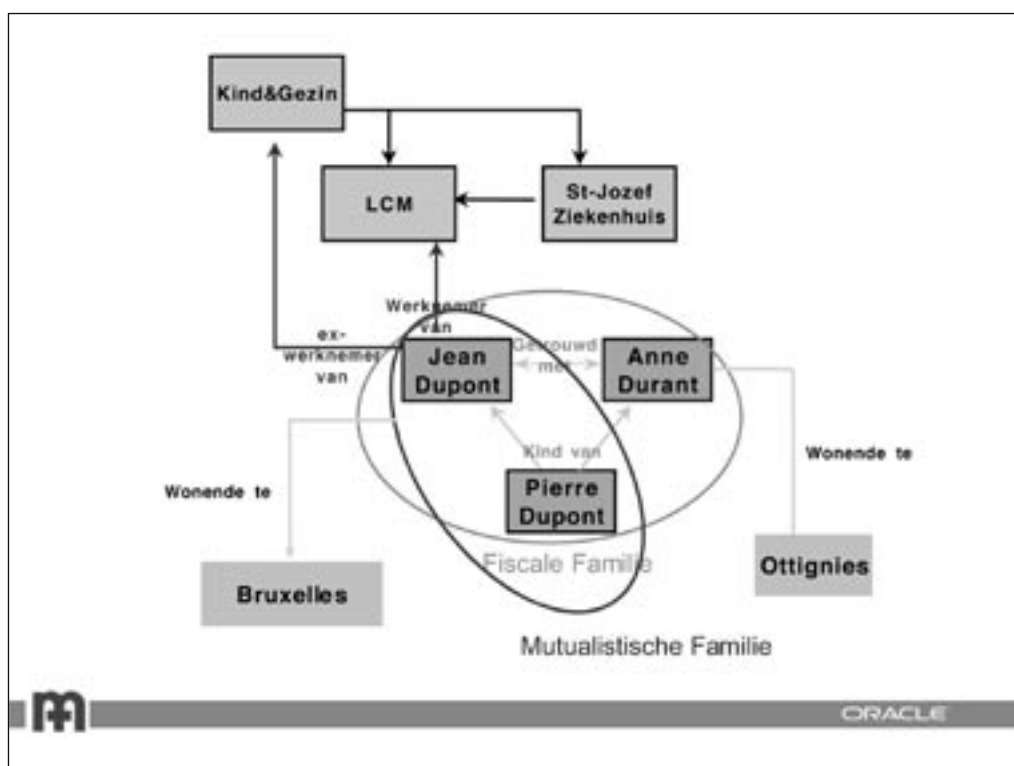 Kind&Gezin
LCM
St-Jozef
Ziekenhuis
Werknemer
van
ex-
werknemer
van
Jean
Dupont
Getrouwd
met
Anne
Durant
Kind van
Pierre
Dupont
Wonende te
Wonende te
Fiscale Familie
Bruxelles
Ottignies
Mutualistische Familie
ORACLE